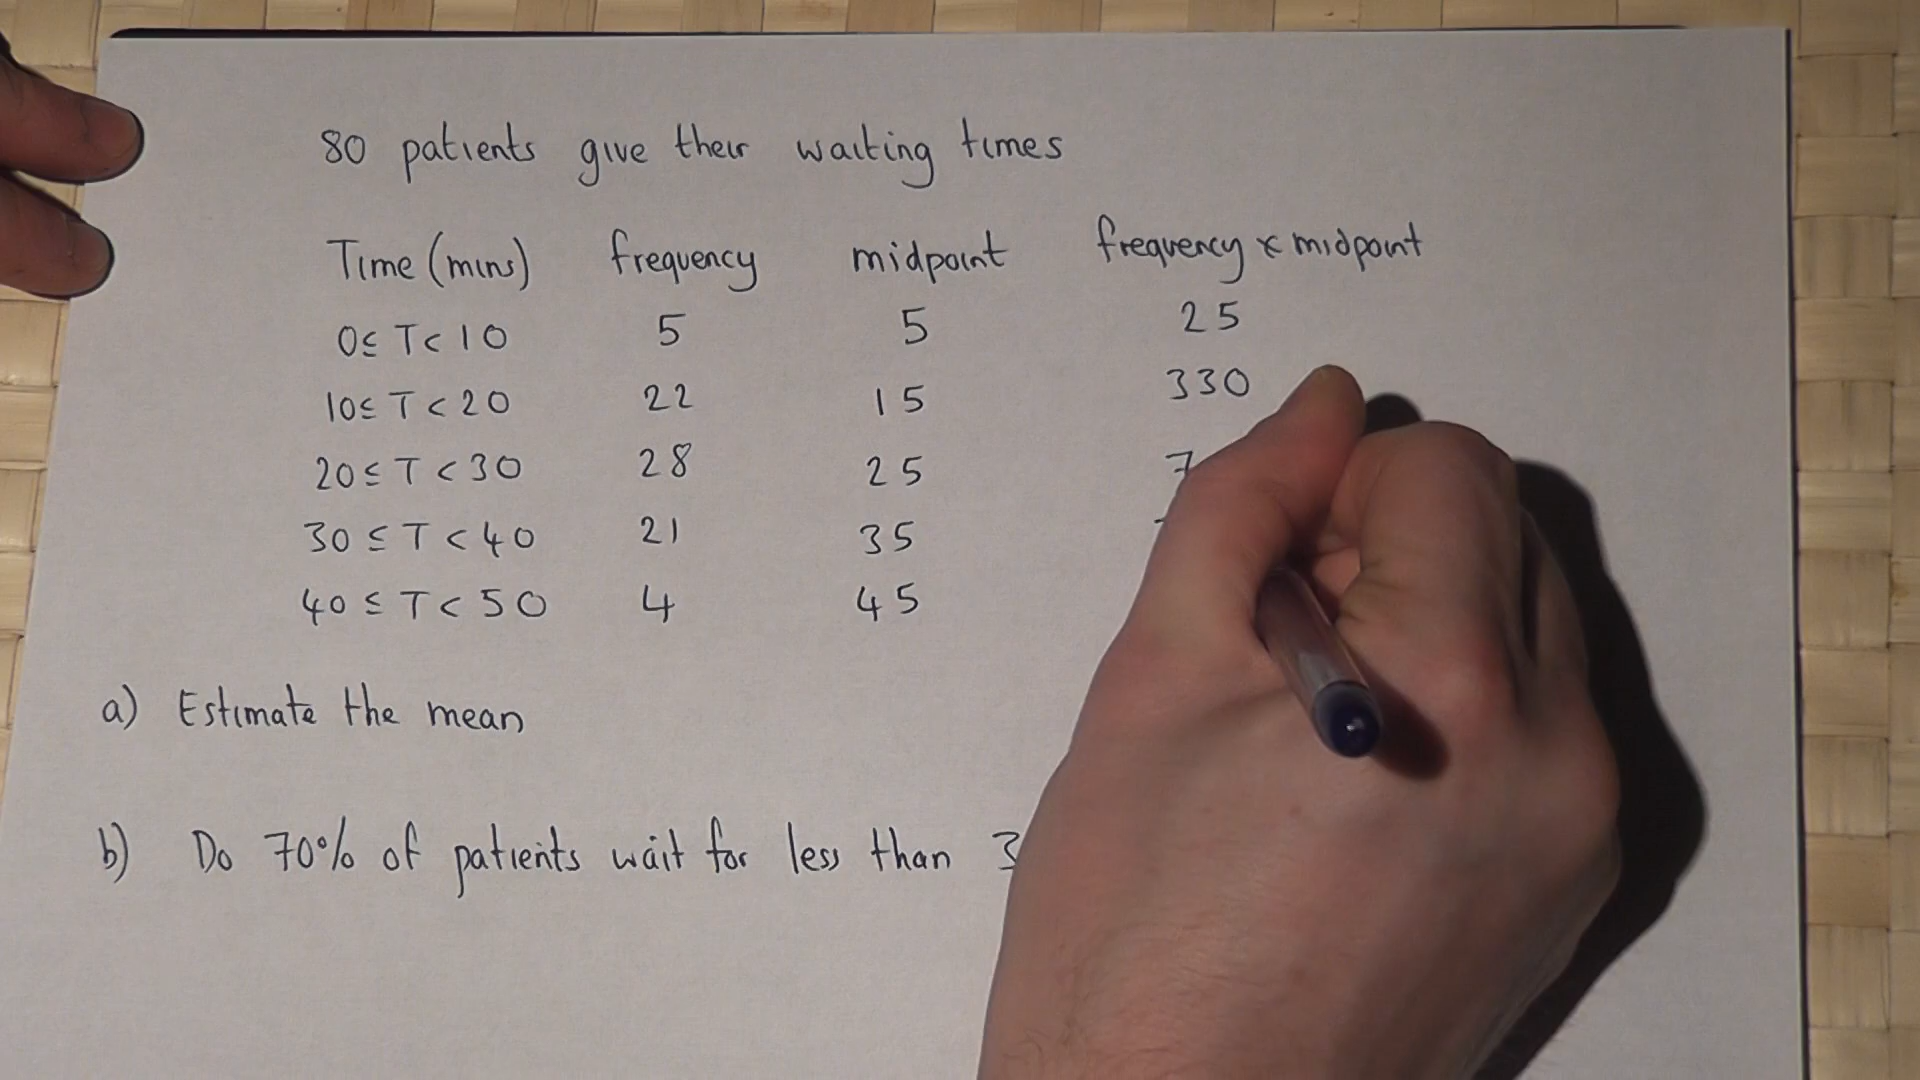 80 patients give their waiting times
Time (mins) frequency midpoint frequency x midpoint
0≤ T< 10 5 5 25
10≤ T < 20 22 15 330
20≤ T < 30 28 25 7
30 ≤ T < 40 21 35
40 ≤ T < 50 4 45
a) Estimate the mean
b) Do 70% of patients wait for less than 3